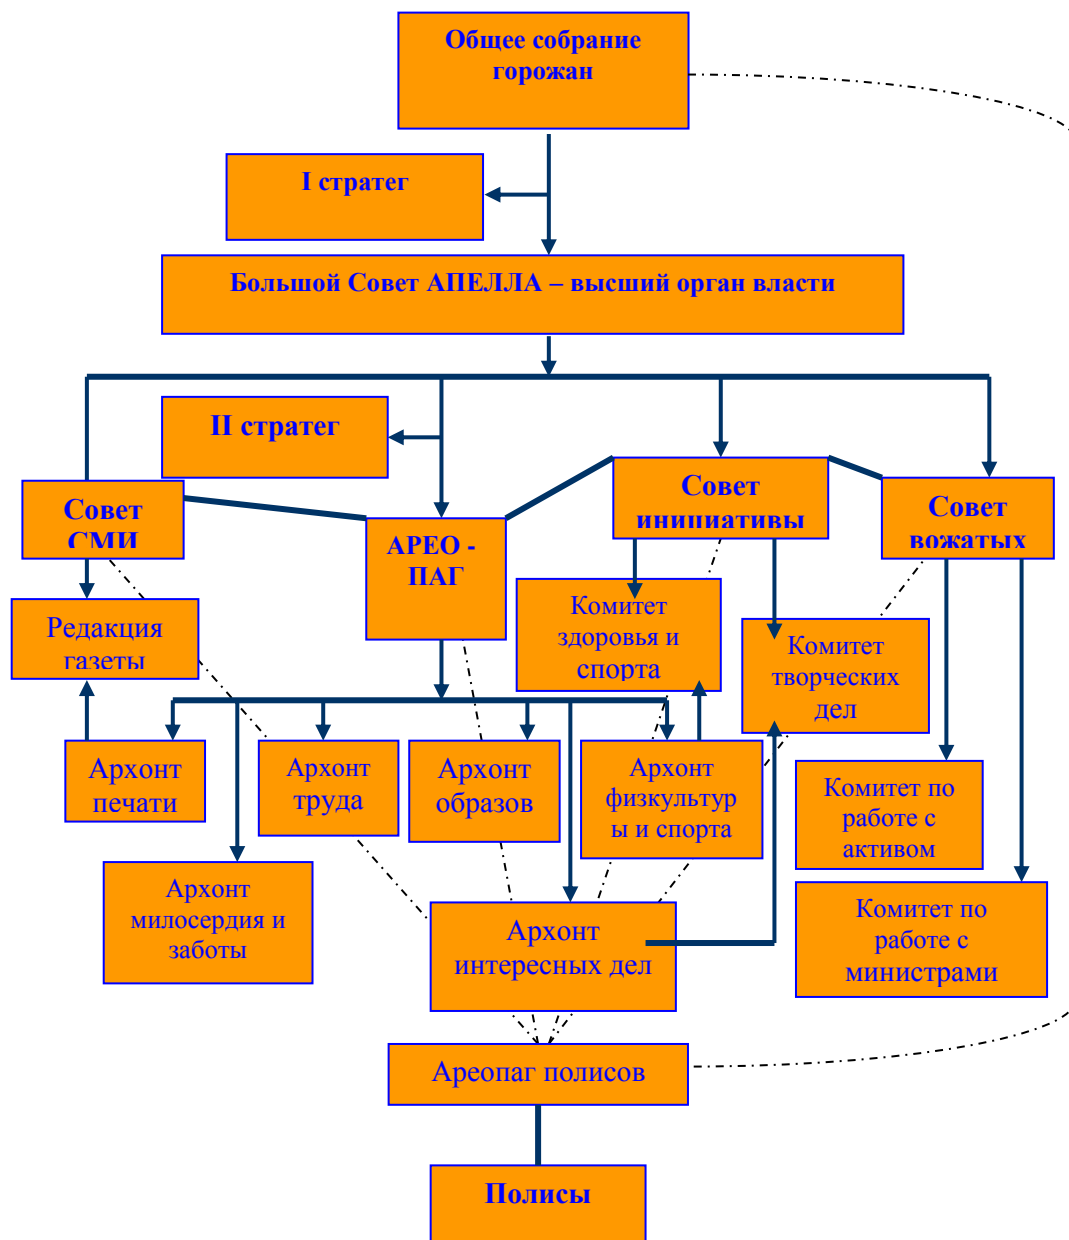 Общее собрание
горожан
I стратег
Большой Совет АПЕЛЛА – высший орган власти
II стратег
Совет
СМИ
АРЕО -
ПАГ
Совет
инициативы
Совет
вожатых
Редакция
газеты
Комитет
здоровья и
спорта
Комитет
творческих
дел
Архонт
печати
Архонт
труда
Архонт
образов
Архонт
физкультур
ы и спорта
Комитет по
работе с
активом
Архонт
милосердия и
заботы
Архонт
интересных дел
Комитет по
работе с
министрами
Ареопаг полисов
Полисы